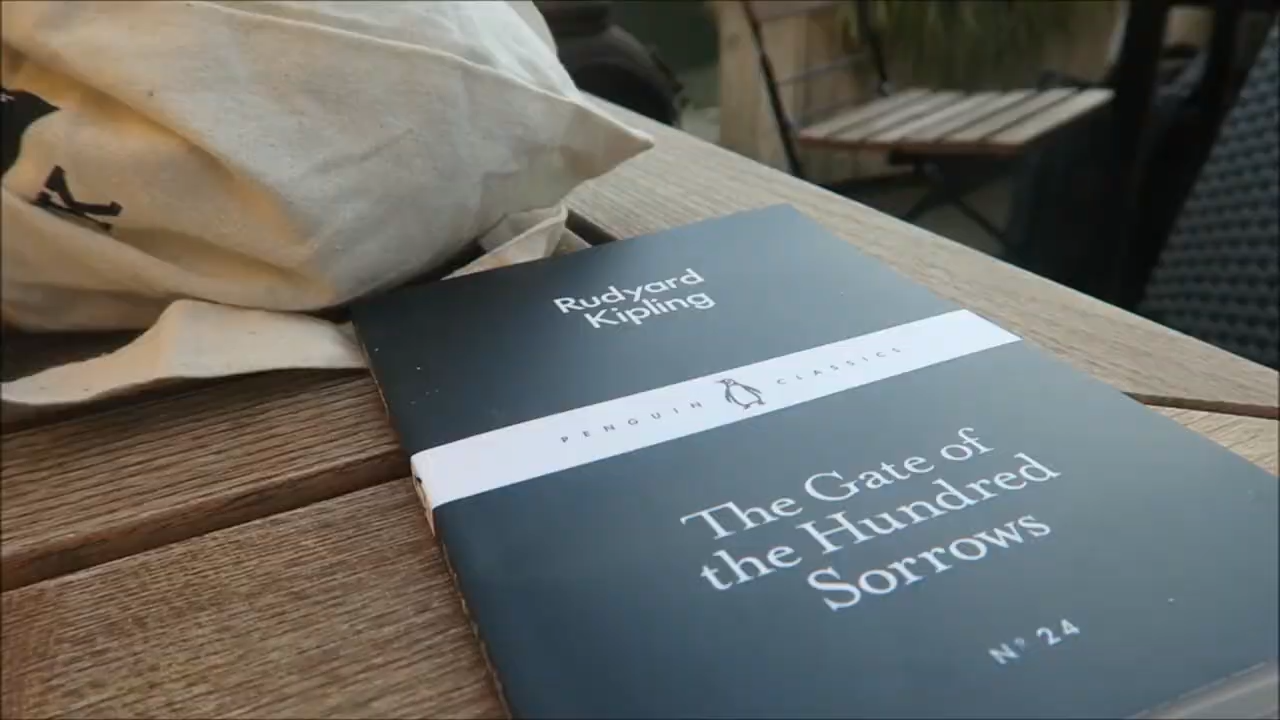 Rudyard
Kipling
PENGUIN CLASSICS
The Gate of
the Hundred
Sorrows
Nº 24
K